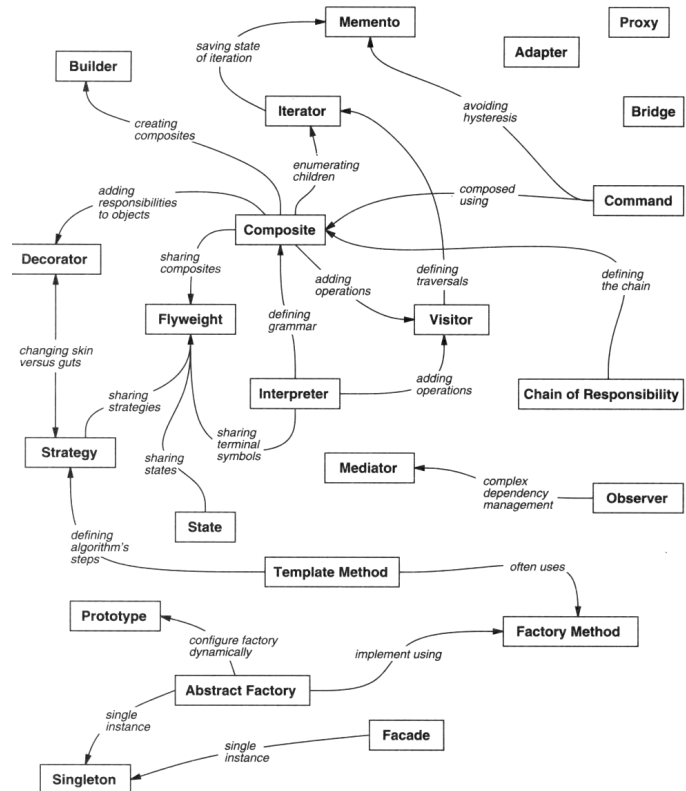 Memento
Proxy
saving state
of iteration
Adapter
Builder
Iterator
avoiding
hysteresis
Bridge
creating
composites
enumerating
children
adding
responsibilities
to objects
composed
using
Command
Composite
Decorator
sharing
composites
adding
operations
defining
traversals
defining
the chain
Flyweight
defining
grammar
Visitor
changing skin
versus guts
Interpreter
adding
operations
Chain of Responsibility
sharing
strategies
sharing
terminal
symbols
Strategy
sharing
states
Mediator
complex
dependency
management
Observer
State
defining
algorithm's
steps
Template Method
often uses
Prototype
Factory Method
configure factory
dynamically
implement using
Abstract Factory
single
instance
Facade
single
instance
Singleton